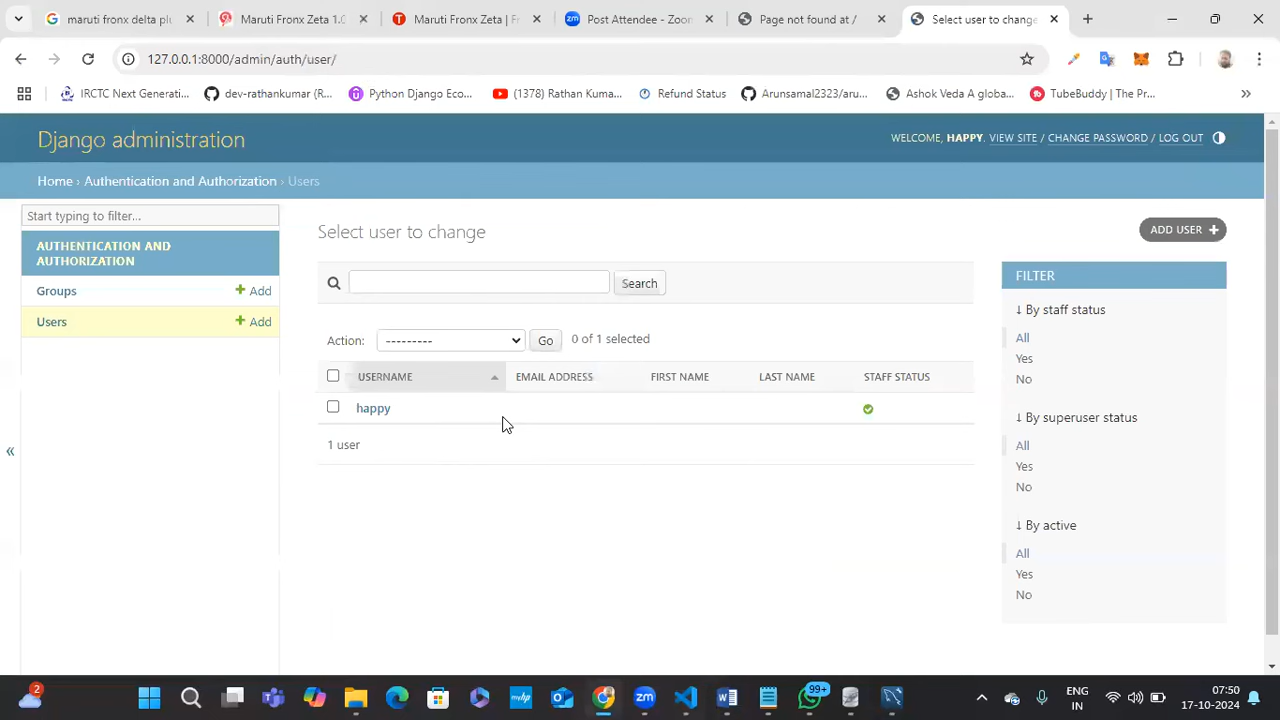 maruti fronx delta plu
Maruti Fronx Zeta 1.0
Maruti Fronx Zeta | Fr
Post Attendee - Zoom
Page not found at /
Select user to change
127.0.0.1:8000/admin/auth/user/
IRCTC Next Generati...
dev-rathankumar (R...
Python Django Eco...
(1378) Rathan Kuma...
Refund Status
Arunsamal2323/aru...
Ashok Veda A globa...
TubeBuddy | The Pr...
Django administration
WELCOME, HAPPY. VIEW SITE / CHANGE PASSWORD / LOG OUT
Home › Authentication and Authorization › Users
Start typing to filter...
AUTHENTICATION AND
AUTHORIZATION
Groups
+ Add
Users
+ Add
«
Select user to change
ADD USER +
Search
Action:
---------
Go
0 of 1 selected
USERNAME
EMAIL ADDRESS
FIRST NAME
LAST NAME
STAFF STATUS
happy
1 user
FILTER
↓ By staff status
All
Yes
No
↓ By superuser status
All
Yes
No
↓ By active
All
Yes
No
2
99+
ENG
IN
07:50
17-10-2024